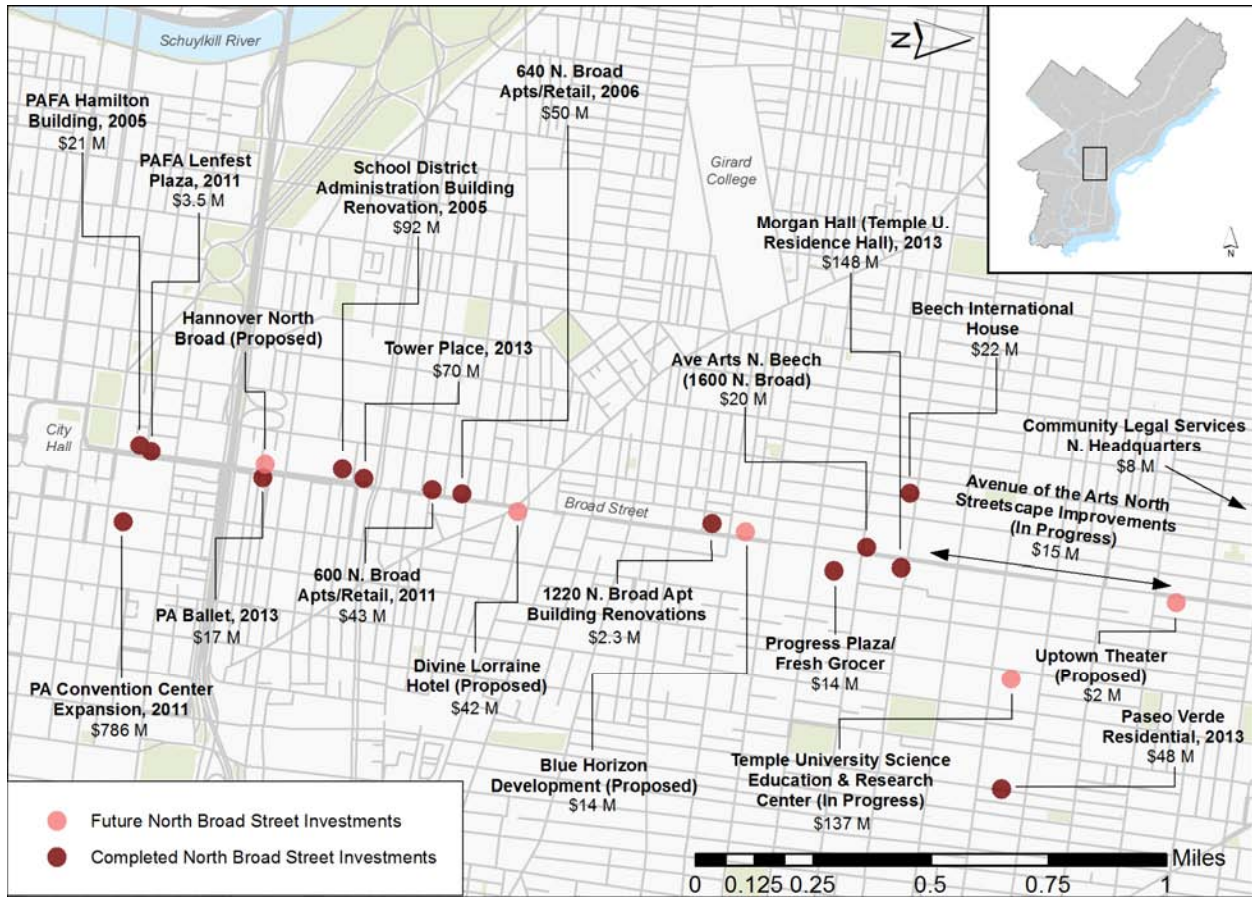 Schuylkill River
N
PAFA Hamilton
Building, 2005
$21 M
PAFA Lenfest
Plaza, 2011
$3.5 M
School District
Administration Building
Renovation, 2005
$92 M
640 N. Broad
Apts/Retail, 2006
$50 M
Girard
College
Morgan Hall (Temple U.
Residence Hall), 2013
$148 M
N
Hannover North
Broad (Proposed)
Tower Place, 2013
$70 M
Ave Arts N. Beech
(1600 N. Broad)
$20 M
Beech International
House
$22 M
Community Legal Services
N. Headquarters
$8 M
City
Hall
Broad Street
Avenue of the Arts North
Streetscape Improvements
(In Progress)
$15 M
PA Convention Center
Expansion, 2011
$786 M
PA Ballet, 2013
$17 M
600 N. Broad
Apts/Retail, 2011
$43 M
Divine Lorraine
Hotel (Proposed)
$42 M
1220 N. Broad Apt
Building Renovations
$2.3 M
Blue Horizon
Development (Proposed)
$14 M
Progress Plaza/
Fresh Grocer
$14 M
Temple University Science
Education & Research
Center (In Progress)
$137 M
Uptown Theater
(Proposed)
$2 M
Paseo Verde
Residential, 2013
$48 M
Future North Broad Street Investments
Completed North Broad Street Investments
Miles
0 0.125 0.25 0.5 0.75 1